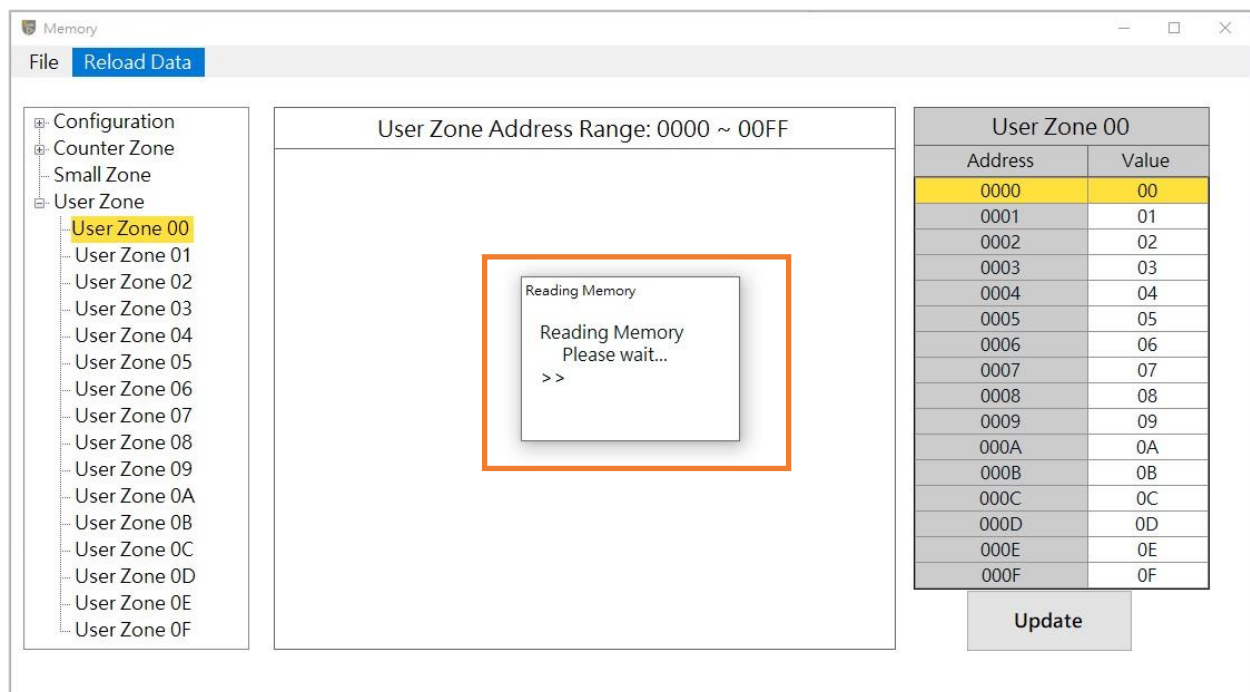 Memory
File Reload Data
Configuration
Counter Zone
Small Zone
User Zone
User Zone 00
User Zone 01
User Zone 02
User Zone 03
User Zone 04
User Zone 05
User Zone 06
User Zone 07
User Zone 08
User Zone 09
User Zone 0A
User Zone 0B
User Zone 0C
User Zone 0D
User Zone 0E
User Zone 0F
User Zone Address Range: 0000 ~ 00FF
Reading Memory
Reading Memory
Please wait...
>>
User Zone 00
Address Value
0000 00
0001 01
0002 02
0003 03
0004 04
0005 05
0006 06
0007 07
0008 08
0009 09
000A 0A
000B 0B
000C 0C
000D 0D
000E 0E
000F 0F
Update